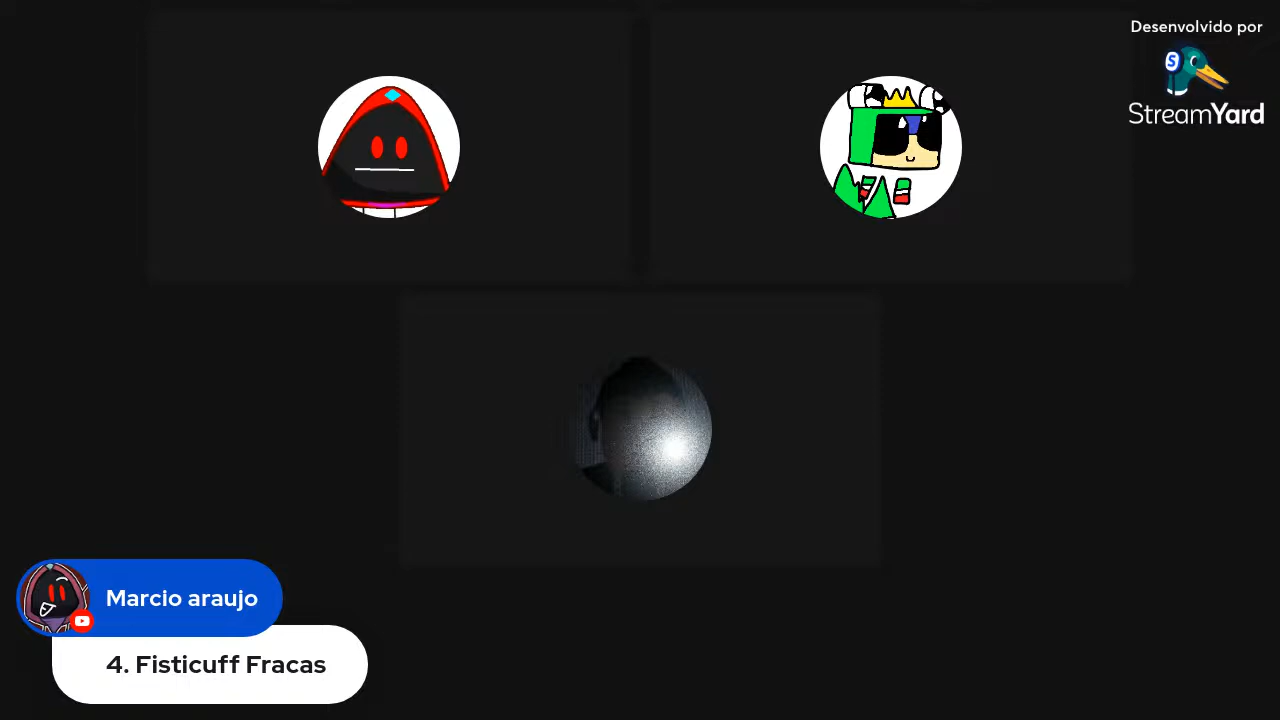 Desenvolvido por
S
StreamYard
Marcio araujo
4. Fisticuff Fracas